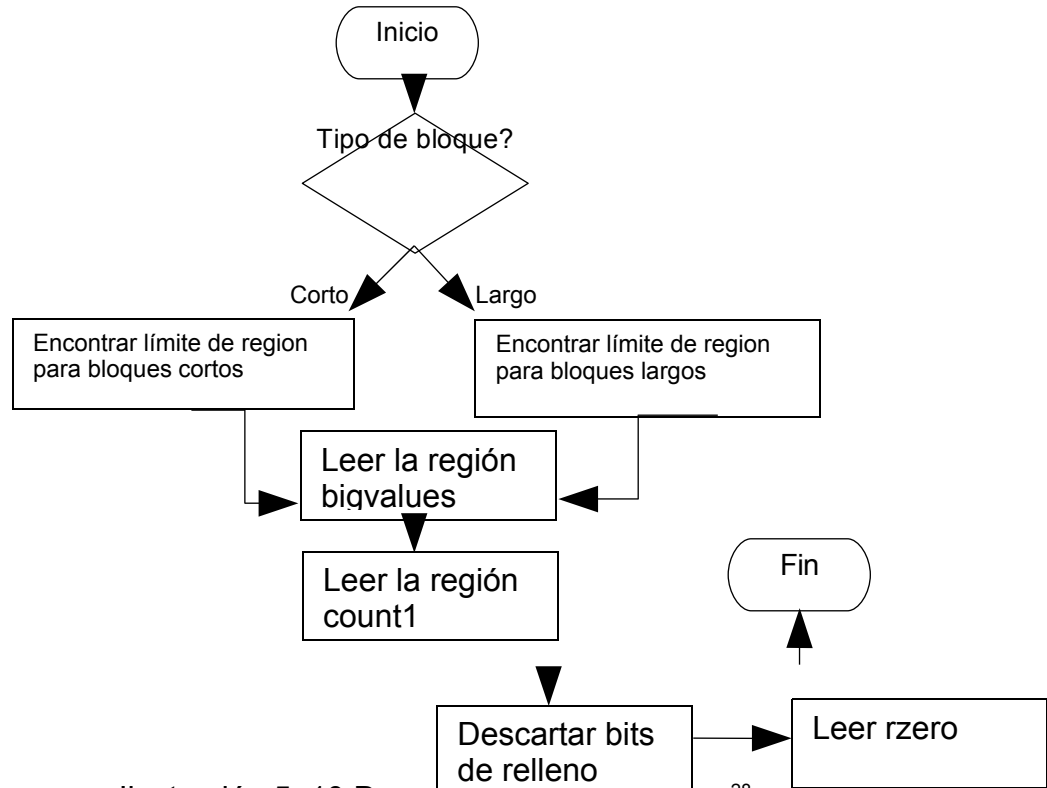 Inicio
Tipo de bloque?
Corto
Largo
Encontrar límite de region
para bloques cortos
Encontrar límite de region
para bloques largos
Leer la región
bigvalues
Leer la región
count1
Fin
Descartar bits
de relleno
Leer rzero